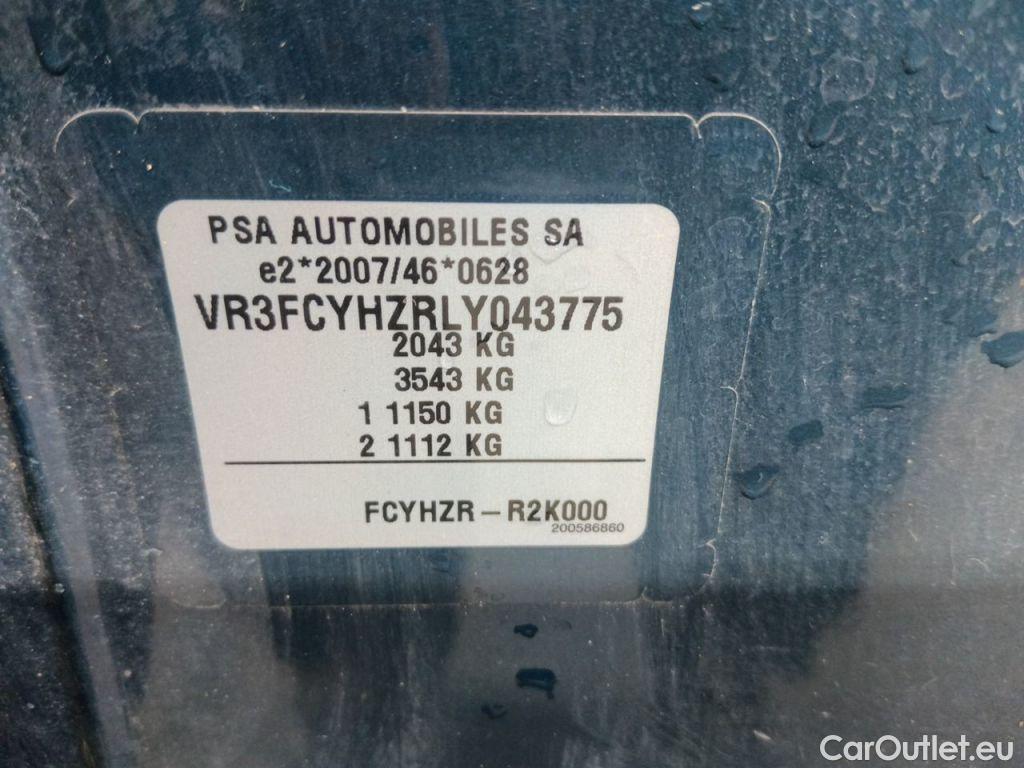 PSA AUTOMOBILES SA
e2*2007/46*0628
VR3FCYHZRLY043775
2043 KG
3543 KG
1 1150 KG
2 1112 KG
FCYHZR – R2K000
200586860
CarOutlet.eu